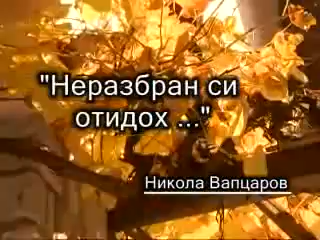 "Неразбран си
отидох ..."
Никола Вапцаров